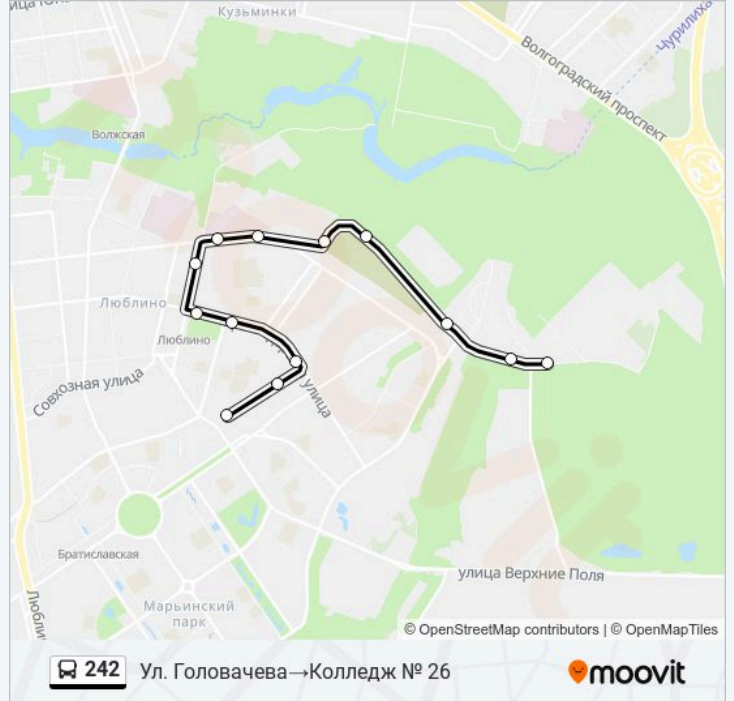 Кузьминки
Чурилиха
Волгоградский проспект
Волжская
Люблино
Люблино
Совхозная улица
улица
Братиславская
улица Верхние Поля
Марьинский
парк
© OpenStreetMap contributors | © OpenMapTiles
242 Ул. Головачева→Колледж № 26
moovit